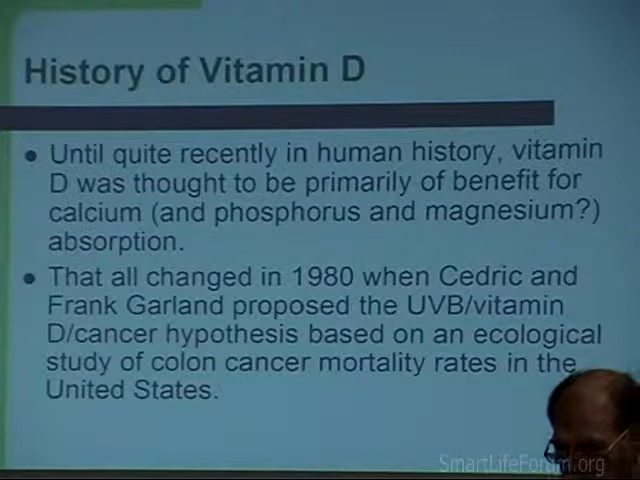 History of Vitamin D
● Until quite recently in human history, vitamin
D was thought to be primarily of benefit for
calcium (and phosphorus and magnesium?)
absorption.
● That all changed in 1980 when Cedric and
Frank Garland proposed the UVB/vitamin
D/cancer hypothesis based on an ecological
study of colon cancer mortality rates in the
United States.
SmartLifeForum.org